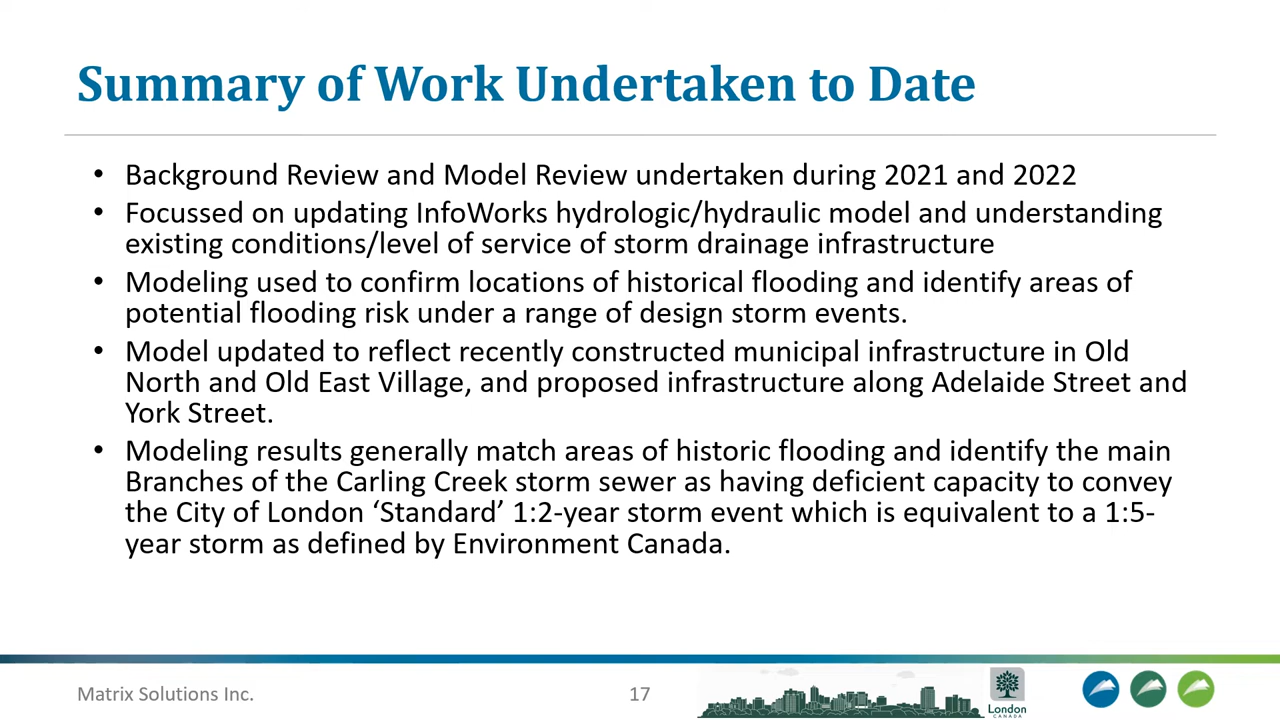 Summary of Work Undertaken to Date
• Background Review and Model Review undertaken during 2021 and 2022
• Focussed on updating InfoWorks hydrologic/hydraulic model and understanding
existing conditions/level of service of storm drainage infrastructure
• Modeling used to confirm locations of historical flooding and identify areas of
potential flooding risk under a range of design storm events.
• Model updated to reflect recently constructed municipal infrastructure in Old
North and Old East Village, and proposed infrastructure along Adelaide Street and
York Street.
• Modeling results generally match areas of historic flooding and identify the main
Branches of the Carling Creek storm sewer as having deficient capacity to convey
the City of London ‘Standard’ 1:2-year storm event which is equivalent to a 1:5-
year storm as defined by Environment Canada.
Matrix Solutions Inc.
17
London
CANADA